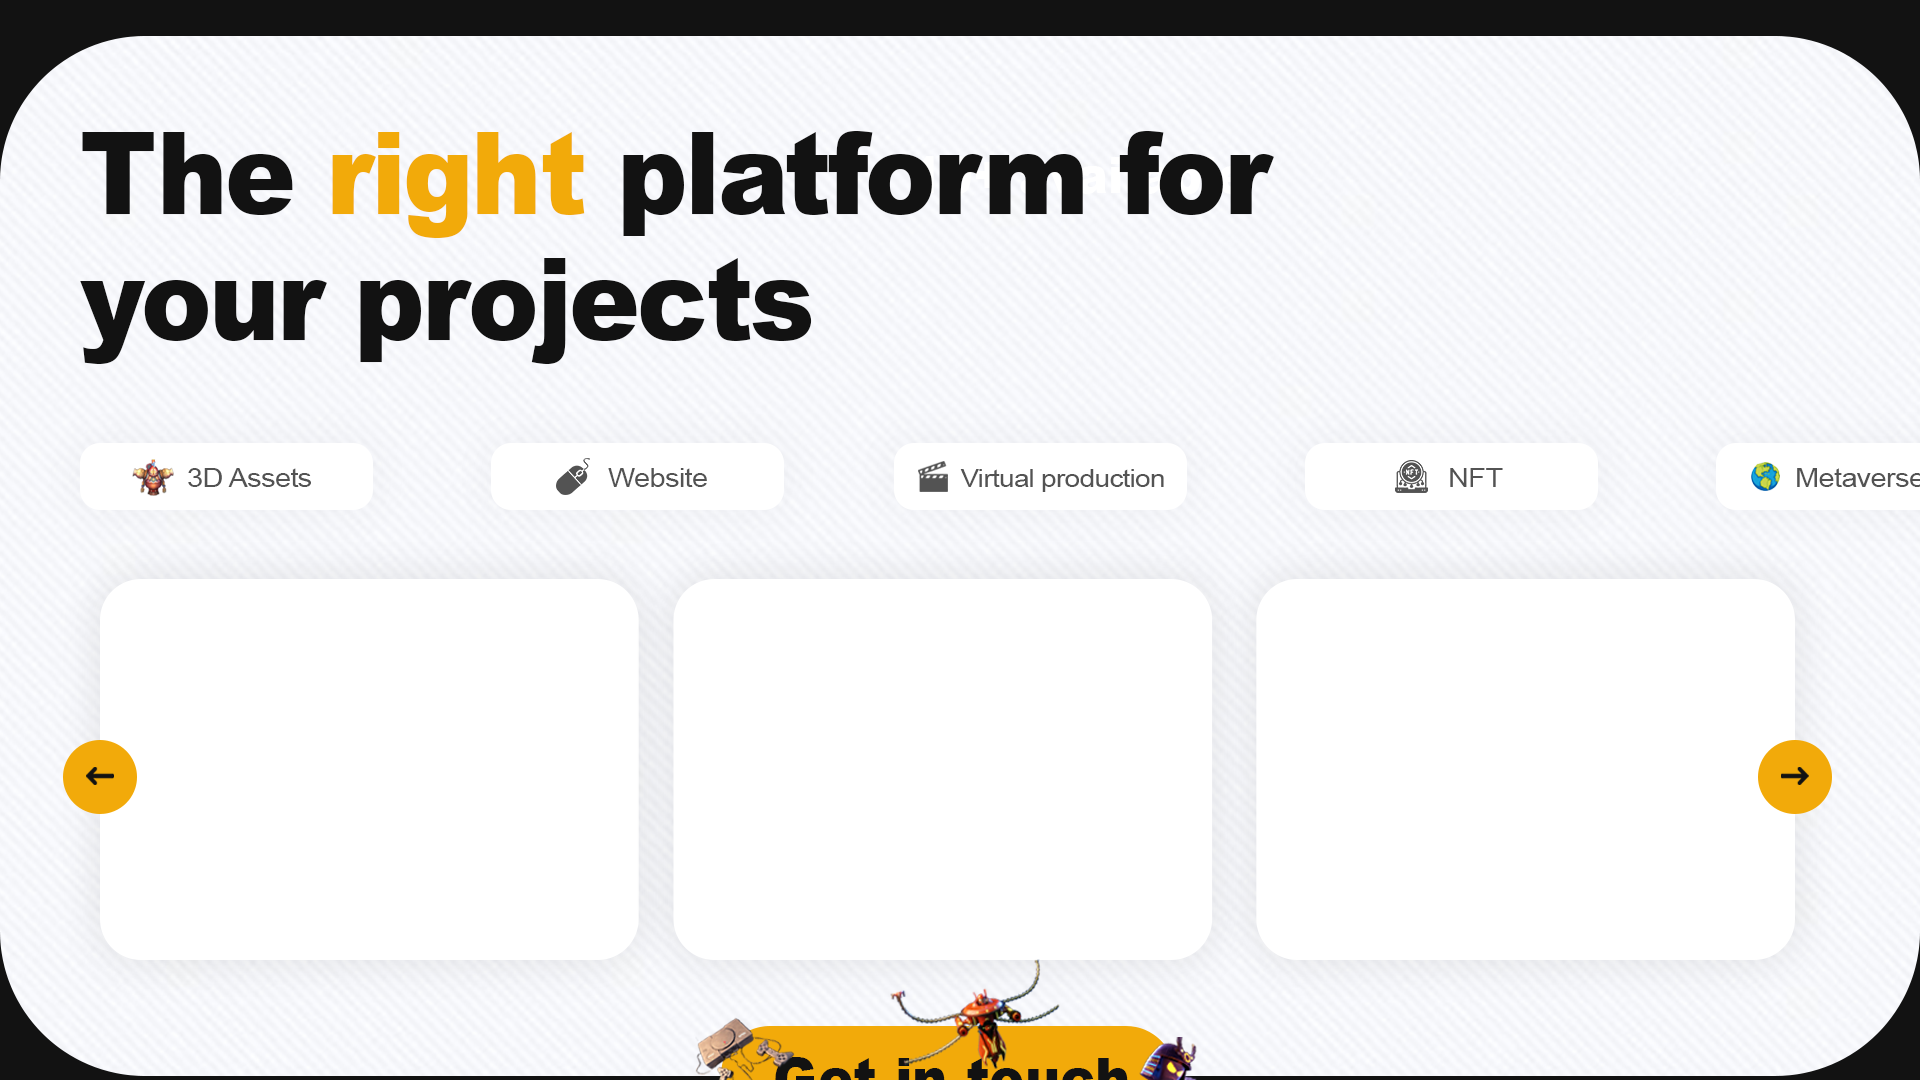 The right platform for
your projects
3D Assets
Website
Virtual production
NFT
Metaverse
Get in touch